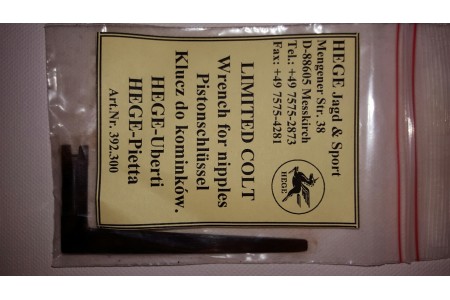 HEGE Jagd & Sport
Mengener Str. 38
D-88605 Messkirch
Tel.: +49 7575-2873
Fax: +49 7575-4281
HEGE
LIMITED COLT
Wrench for nipples
Pistonschlüssel
Klucz do kominków.
HEGE-Uberti
HEGE-Pietta
Art.Nr. 392.300